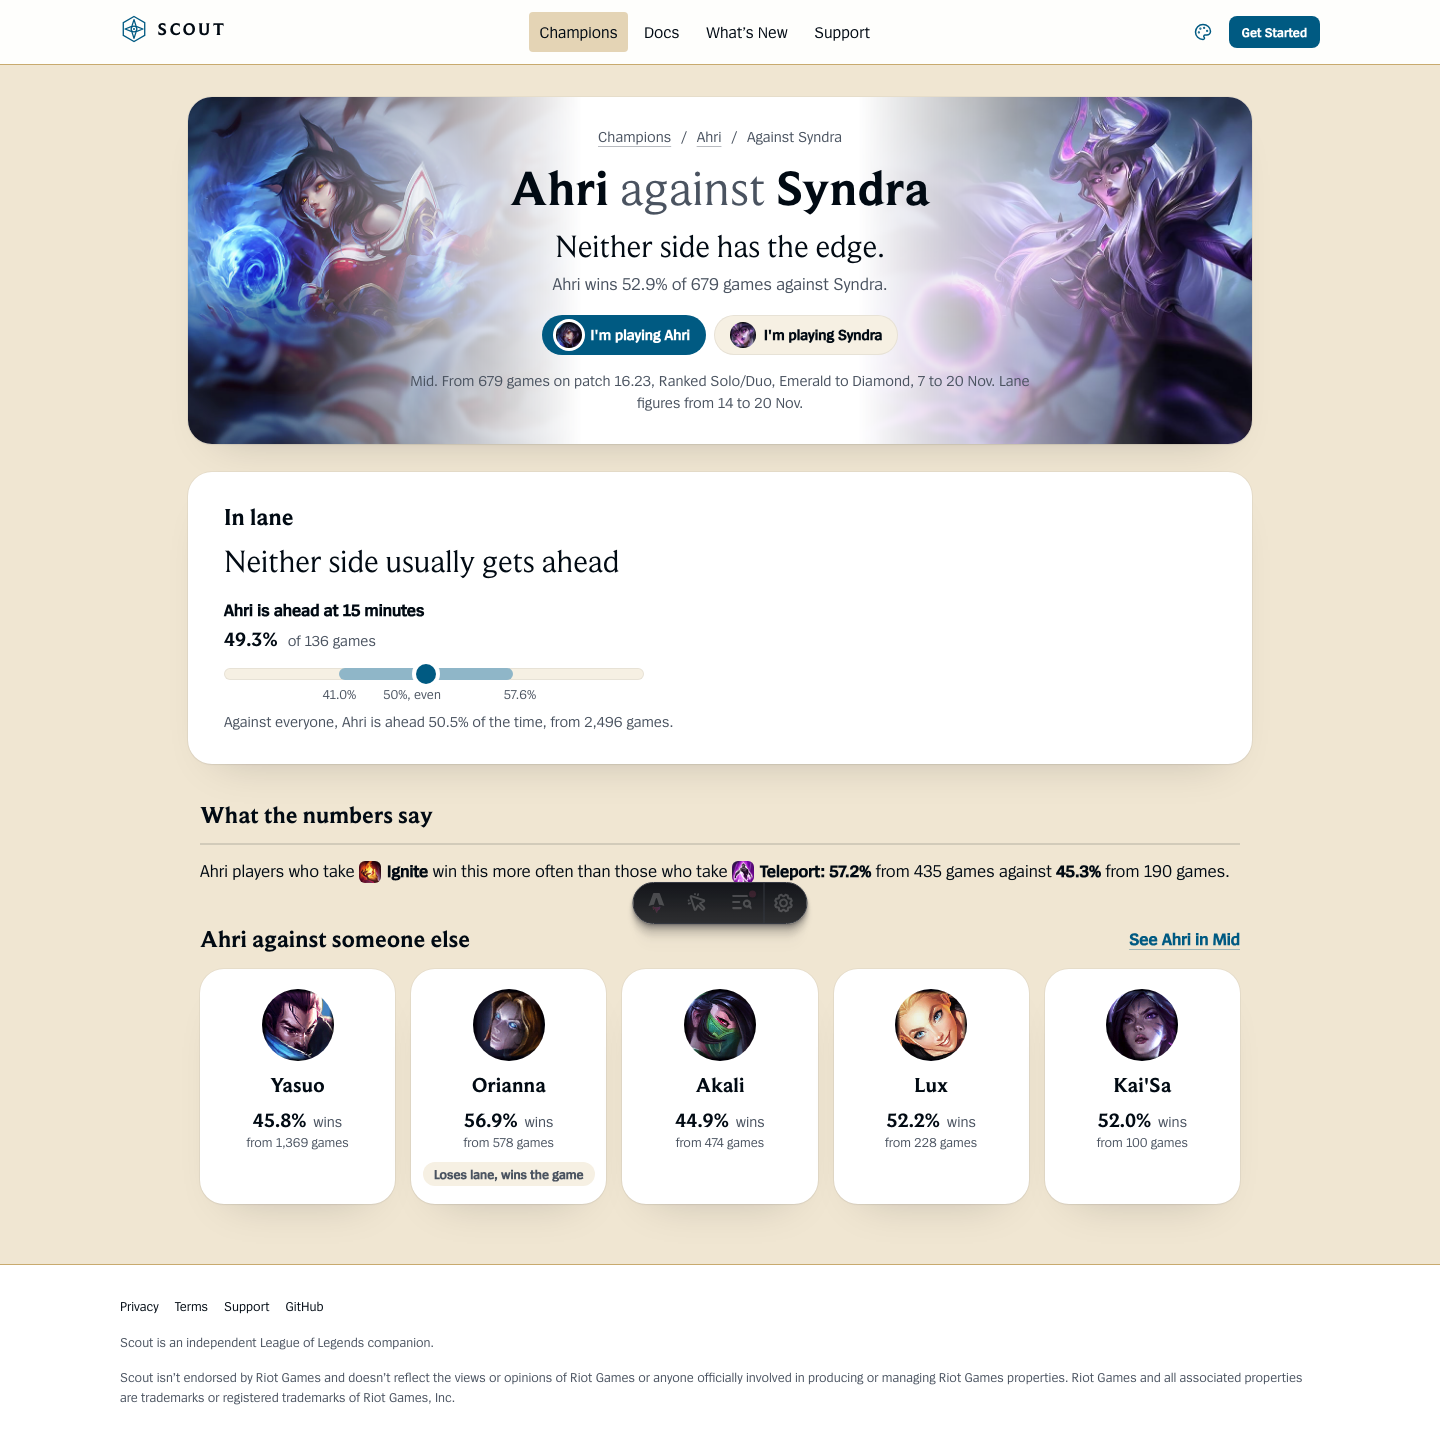 SCOUT
Champions
Docs
What's New
Support
Get Started
Champions / Ahri / Against Syndra
Ahri against Syndra
Neither side has the edge.
Ahri wins 52.9% of 679 games against Syndra.
I'm playing Ahri
I'm playing Syndra
Mid. From 679 games on patch 16.23, Ranked Solo/Duo, Emerald to Diamond, 7 to 20 Nov. Lane
figures from 14 to 20 Nov.
In lane
Neither side usually gets ahead
Ahri is ahead at 15 minutes
49.3% of 136 games
41.0% 50%, even 57.6%
Against everyone, Ahri is ahead 50.5% of the time, from 2,496 games.
What the numbers say
Ahri players who take Ignite win this more often than those who take Teleport: 57.2% from 435 games against 45.3% from 190 games.
Ahri against someone else
See Ahri in Mid
Yasuo
45.8% wins
from 1,369 games
Orianna
56.9% wins
from 578 games
Loses lane, wins the game
Akali
44.9% wins
from 474 games
Lux
52.2% wins
from 228 games
Kai'Sa
52.0% wins
from 100 games
Privacy
Terms
Support
GitHub
Scout is an independent League of Legends companion.
Scout isn't endorsed by Riot Games and doesn't reflect the views or opinions of Riot Games or anyone officially involved in producing or managing Riot Games properties. Riot Games and all associated properties
are trademarks or registered trademarks of Riot Games, Inc.